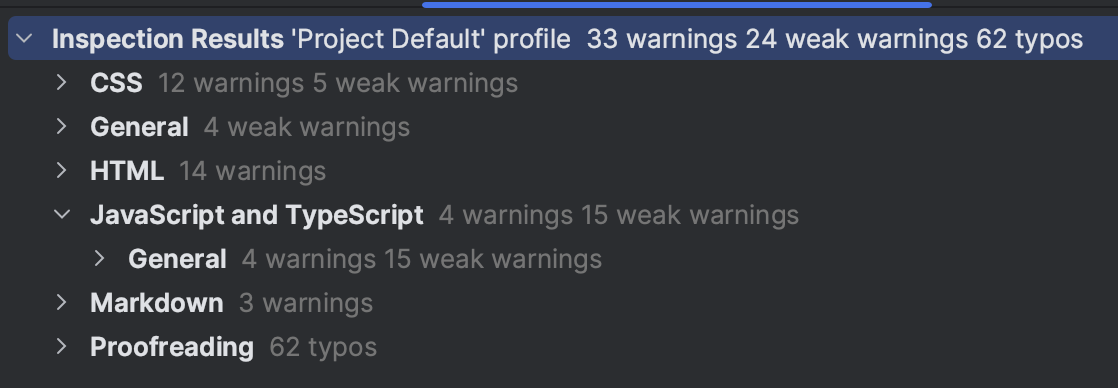 Inspection Results 'Project Default' profile 33 warnings 24 weak warnings 62 typos
CSS 12 warnings 5 weak warnings
General 4 weak warnings
HTML 14 warnings
JavaScript and TypeScript 4 warnings 15 weak warnings
General 4 warnings 15 weak warnings
Markdown 3 warnings
Proofreading 62 typos